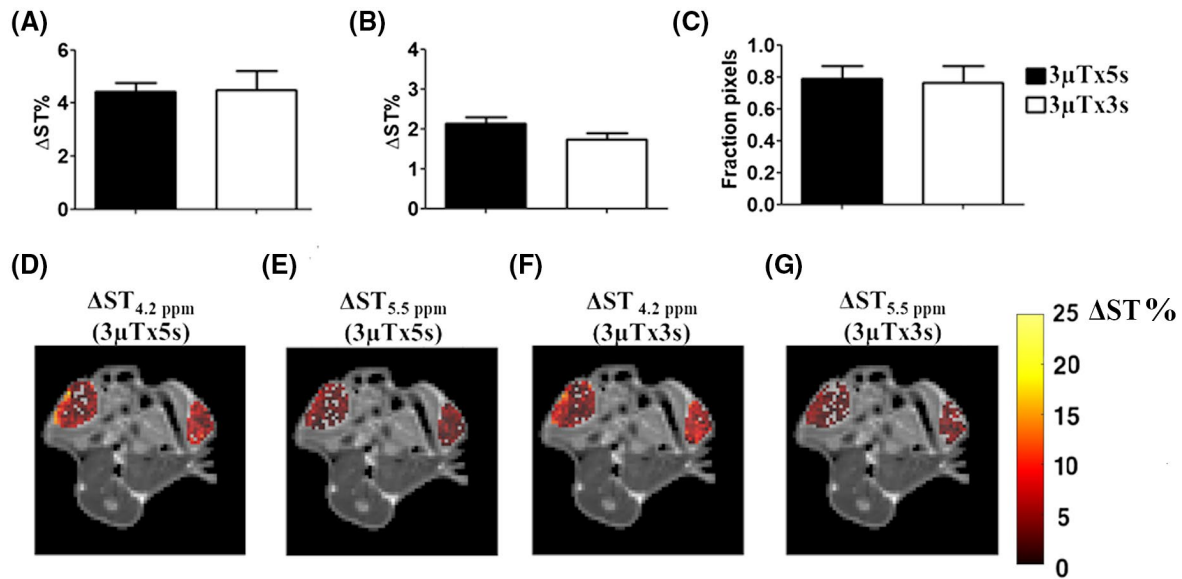 (A)
(B)
(C)
6
4
2
0
ΔST%
4
3
2
1
0
ΔST%
1.0
0.8
0.6
0.4
0.2
0.0
Fraction pixels
3µTx5s
3µTx3s
(D)
(E)
(F)
(G)
ΔST4.2 ppm
(3µTx5s)
ΔST5.5 ppm
(3µTx5s)
ΔST 4.2 ppm
(3µTx3s)
ΔST5.5 ppm
(3µTx3s)
25
20
15
10
5
0
ΔST %